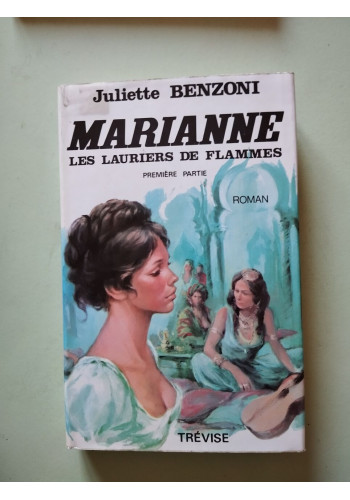 Juliette BENZONI
MARIANNE
LES LAURIERS DE FLAMMES
PREMIÈRE PARTIE
ROMAN
TRÉVISE